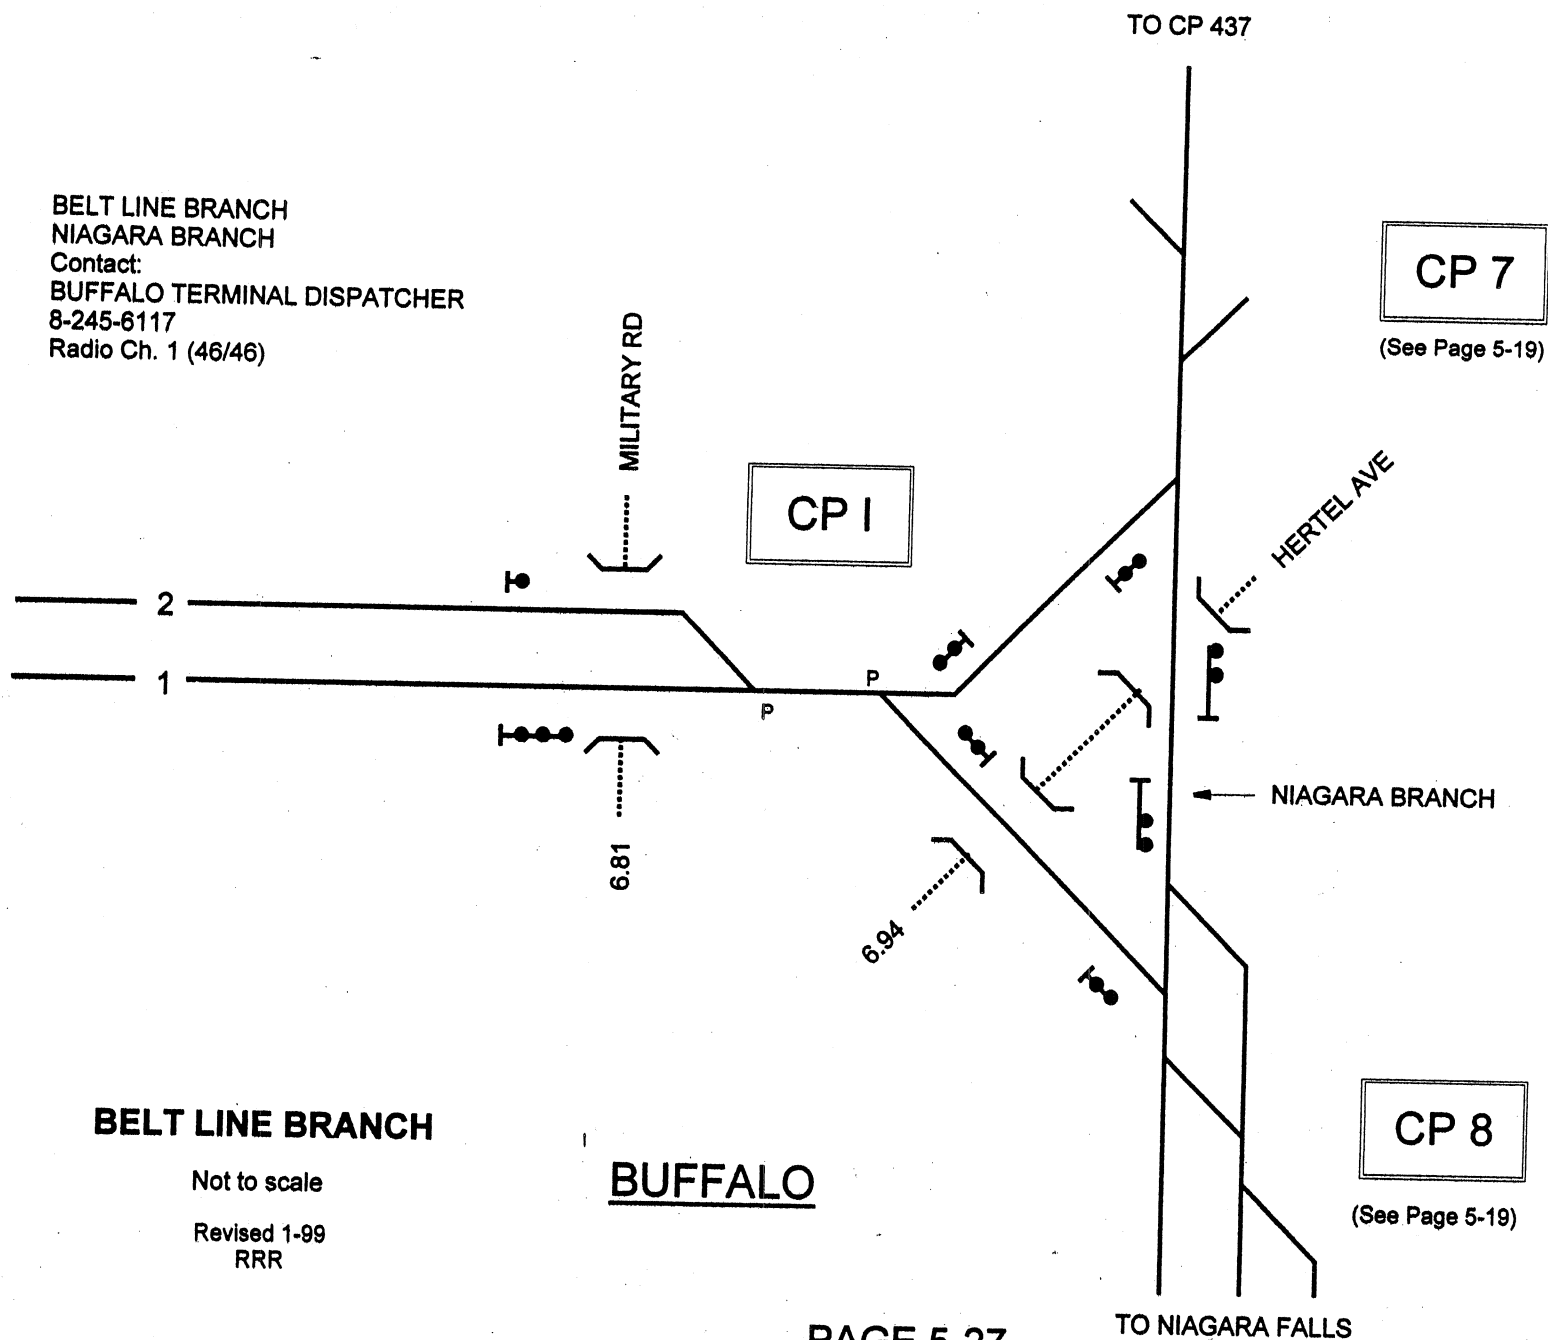 TO CP 437
BELT LINE BRANCH
NIAGARA BRANCH
Contact:
BUFFALO TERMINAL DISPATCHER
8-245-6117
Radio Ch. 1 (46/46)
CP 7
(See Page 5-19)
MILITARY RD
CP I
HERTEL AVE
2
1
P
P
NIAGARA BRANCH
6.81
6.94
BELT LINE BRANCH
Not to scale
Revised 1-99
RRR
BUFFALO
CP 8
(See Page 5-19)
PAGE 5-27
TO NIAGARA FALLS